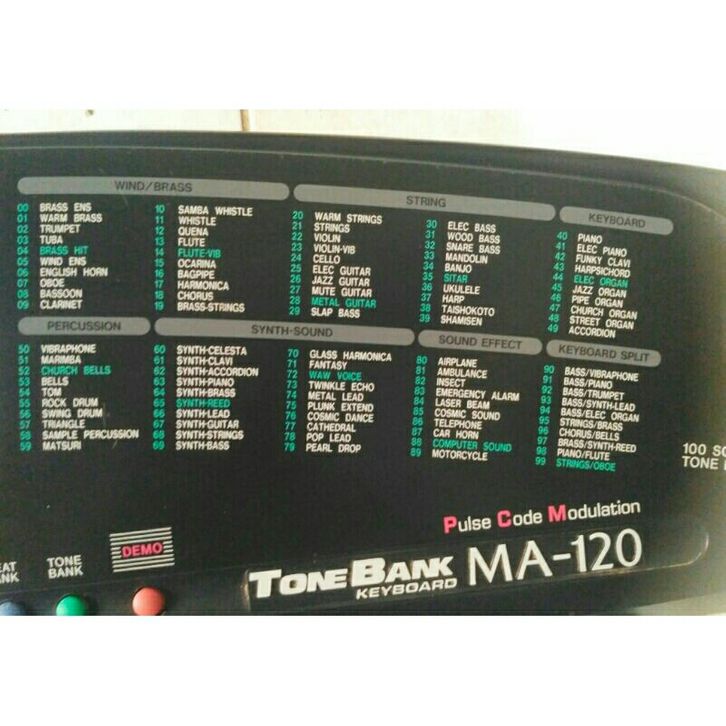 WIND/BRASS
00 BRASS ENS
01 WARM BRASS
02 TRUMPET
03 TUBA
04 BRASS HIT
05 WIND ENS
06 ENGLISH HORN
07 OBOE
08 BASSOON
09 CLARINET
10 SAMBA WHISTLE
11 WHISTLE
12 QUENA
13 FLUTE
14 FLUTE-VIB
15 OCARINA
16 BAGPIPE
17 HARMONICA
18 CHORUS
19 BRASS-STRINGS
STRING
20 WARM STRINGS
21 STRINGS
22 VIOLIN
23 VIOLIN-VIB
24 CELLO
25 ELEC GUITAR
26 JAZZ GUITAR
27 MUTE GUITAR
28 METAL GUITAR
29 SLAP BASS
30 ELEC BASS
31 WOOD BASS
32 SNARE BASS
33 MANDOLIN
34 BANJO
35 SITAR
36 UKULELE
37 HARP
38 TAISHOKOTO
39 SHAMISEN
KEYBOARD
40 PIANO
41 ELEC PIANO
42 FUNKY CLAVI
43 HARPSICHORD
44 ELEC ORGAN
45 JAZZ ORGAN
46 PIPE ORGAN
47 CHURCH ORGAN
48 STREET ORGAN
49 ACCORDION
PERCUSSION
50 VIBRAPHONE
51 MARIMBA
52 CHURCH BELLS
53 BELLS
54 TOM
55 ROCK DRUM
56 SWING DRUM
57 TRIANGLE
58 SAMPLE PERCUSSION
59 MATSURI
SYNTH-SOUND
60 SYNTH-CELESTA
61 SYNTH-CLAVI
62 SYNTH-ACCORDION
63 SYNTH-PIANO
64 SYNTH-BRASS
65 SYNTH-REED
66 SYNTH-LEAD
67 SYNTH-GUITAR
68 SYNTH-STRINGS
69 SYNTH-BASS
70 GLASS HARMONICA
71 FANTASY
72 WAW VOICE
73 TWINKLE ECHO
74 METAL LEAD
75 PLUNK EXTEND
76 COSMIC DANCE
77 CATHEDRAL
78 POP LEAD
79 PEARL DROP
SOUND EFFECT
80 AIRPLANE
81 AMBULANCE
82 INSECT
83 EMERGENCY ALARM
84 LASER BEAM
85 COSMIC SOUND
86 TELEPHONE
87 CAR HORN
88 COMPUTER SOUND
89 MOTORCYCLE
KEYBOARD SPLIT
90 BASS/VIBRAPHONE
91 BASS/PIANO
92 BASS/TRUMPET
93 BASS/SYNTH-LEAD
94 BASS/ELEC ORGAN
95 STRINGS/BRASS
96 CHORUS/BELLS
97 BRASS/SYNTH-REED
98 PIANO/FLUTE
99 STRINGS/OBOE
100 SO
TONE
Pulse Code Modulation
TONE BANK KEYBOARD MA-120
DEMO
TONE BANK